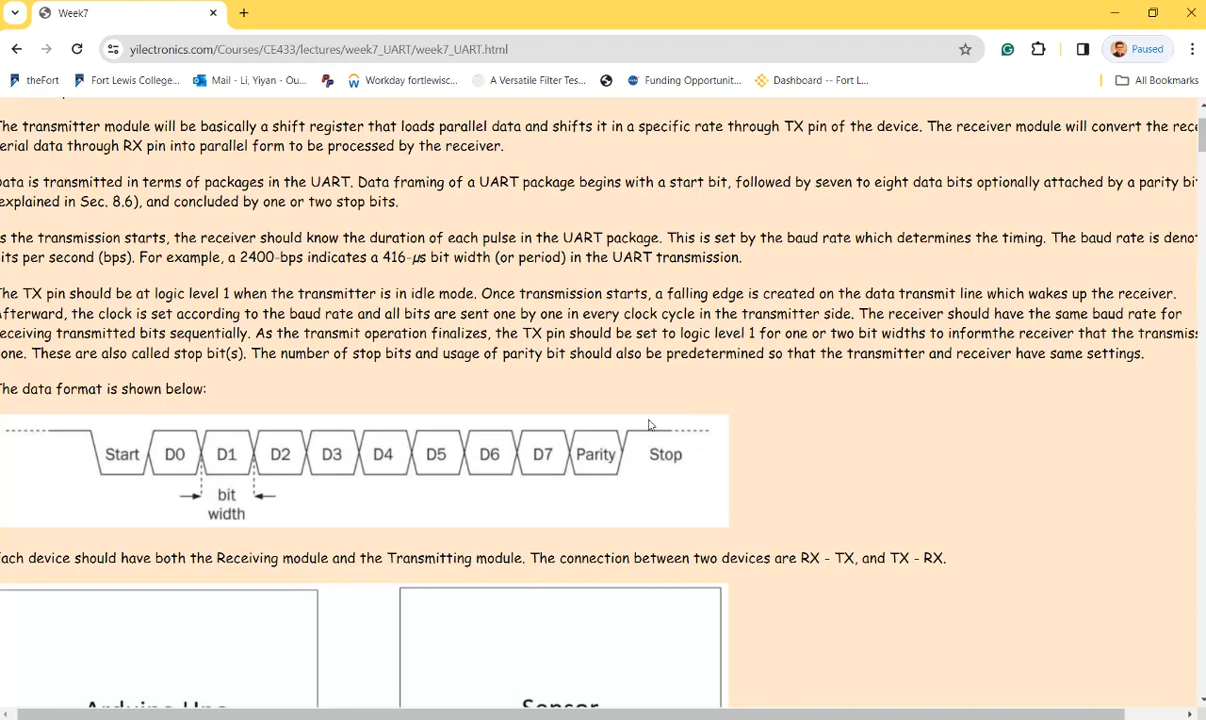 Week7
yilectronics.com/Courses/CE433/lectures/week7_UART/week7_UART.html
Paused
theFort
Fort Lewis College...
Mail - Li, Yiyan - Ou...
Workday fortlewisc...
A Versatile Filter Tes...
Funding Opportunit...
Dashboard -- Fort L...
All Bookmarks
The transmitter module will be basically a shift register that loads parallel data and shifts it in a specific rate through TX pin of the device. The receiver module will convert the rece
erial data through RX pin into parallel form to be processed by the receiver.
Data is transmitted in terms of packages in the UART. Data framing of a UART package begins with a start bit, followed by seven to eight data bits optionally attached by a parity bi
explained in Sec. 8.6), and concluded by one or two stop bits.
s the transmission starts, the receiver should know the duration of each pulse in the UART package. This is set by the baud rate which determines the timing. The baud rate is deno
its per second (bps). For example, a 2400-bps indicates a 416-µs bit width (or period) in the UART transmission.
The TX pin should be at logic level 1 when the transmitter is in idle mode. Once transmission starts, a falling edge is created on the data transmit line which wakes up the receiver.
Afterward, the clock is set according to the baud rate and all bits are sent one by one in every clock cycle in the transmitter side. The receiver should have the same baud rate for
receiving transmitted bits sequentially. As the transmit operation finalizes, the TX pin should be set to logic level 1 for one or two bit widths to informthe receiver that the transmiss
one. These are also called stop bit(s). The number of stop bits and usage of parity bit should also be predetermined so that the transmitter and receiver have same settings.
The data format is shown below:
Start D0 D1 D2 D3 D4 D5 D6 D7 Parity Stop
bit
width
Each device should have both the Receiving module and the Transmitting module. The connection between two devices are RX - TX, and TX - RX.
Arduino Uno
Sensor